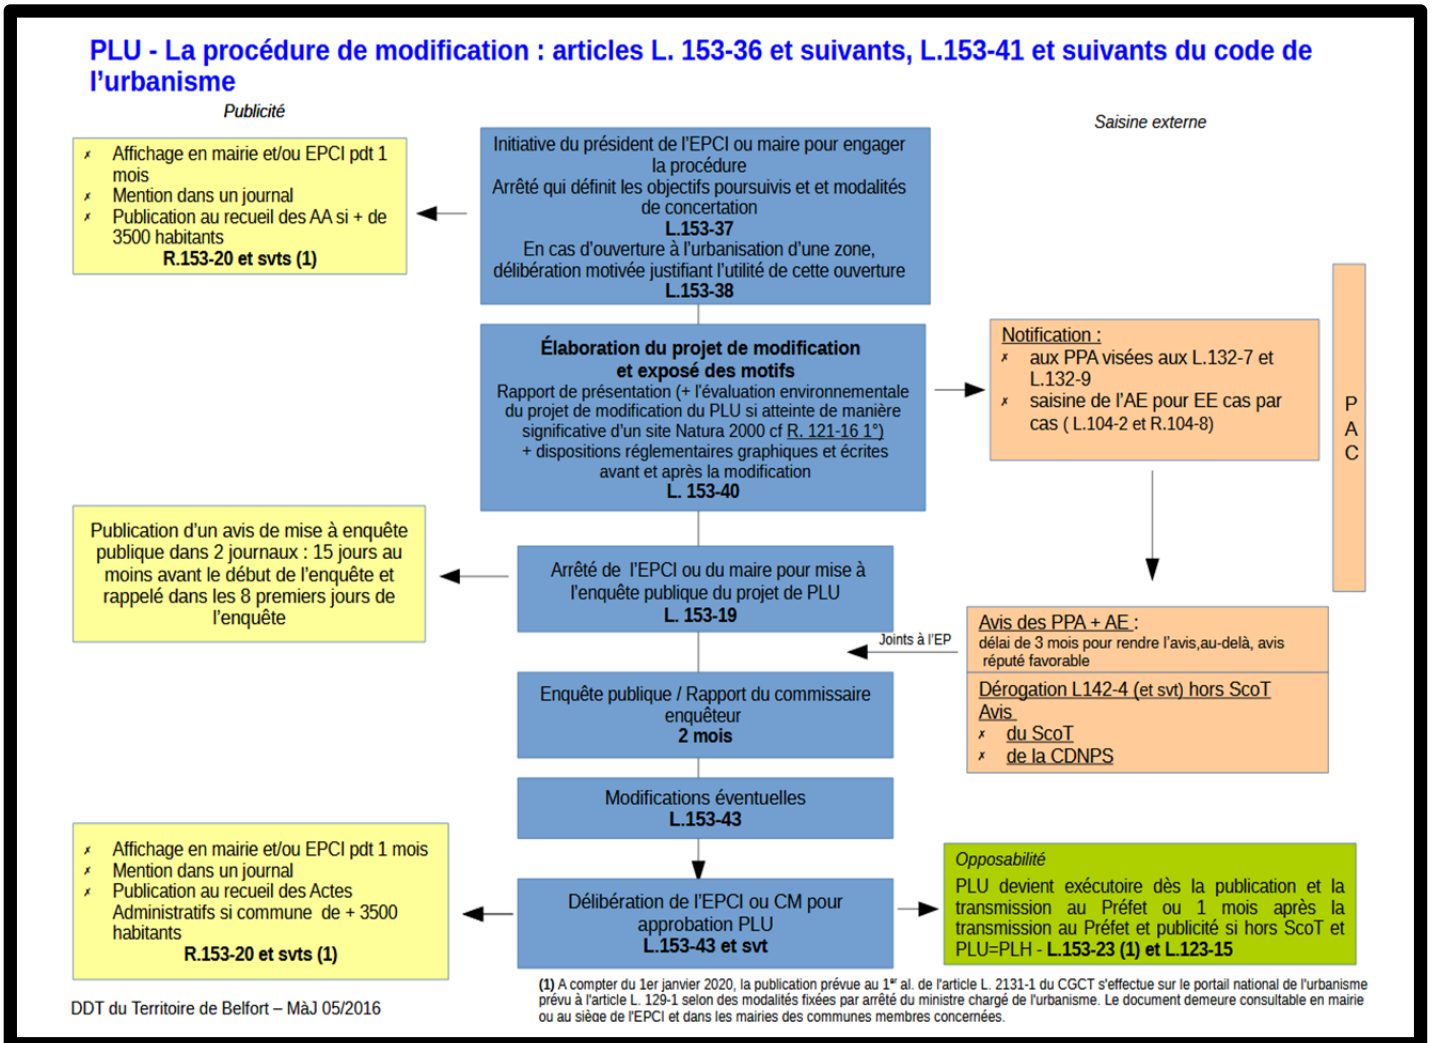 PLU - La procédure de modification : articles L. 153-36 et suivants, L.153-41 et suivants du code de
l'urbanisme
Publicité
Saisine externe
✗ Affichage en mairie et/ou EPCI pdt 1
mois
✗ Mention dans un journal
✗ Publication au recueil des AA si + de
3500 habitants
R.153-20 et svts (1)
Initiative du président de l'EPCI ou maire pour engager
la procédure
Arrêté qui définit les objectifs poursuivis et et modalités
de concertation
L.153-37
En cas d'ouverture à l'urbanisation d'une zone,
délibération motivée justifiant l'utilité de cette ouverture
L.153-38
Élaboration du projet de modification
et exposé des motifs
Rapport de présentation (+ l'évaluation environnementale
du projet de modification du PLU si atteinte de manière
significative d'un site Natura 2000 cf R. 121-16 1°)
+ dispositions réglementaires graphiques et écrites
avant et après la modification
L. 153-40
Notification :
✗ aux PPA visées aux L.132-7 et
L.132-9
✗ saisine de l'AE pour EE cas par
cas ( L.104-2 et R.104-8)
P
A
C
Publication d'un avis de mise à enquête
publique dans 2 journaux : 15 jours au
moins avant le début de l'enquête et
rappelé dans les 8 premiers jours de
l'enquête
Arrêté de l'EPCI ou du maire pour mise à
l'enquête publique du projet de PLU
L. 153-19
Joints à l'EP
Avis des PPA + AE :
délai de 3 mois pour rendre l'avis,au-delà, avis
réputé favorable
Dérogation L142-4 (et svt) hors ScoT
Avis
✗ du ScoT
✗ de la CDNPS
Enquête publique / Rapport du commissaire
enquêteur
2 mois
Modifications éventuelles
L.153-43
✗ Affichage en mairie et/ou EPCI pdt 1 mois
✗ Mention dans un journal
✗ Publication au recueil des Actes
Administratifs si commune de + 3500
habitants
R.153-20 et svts (1)
Délibération de l'EPCI ou CM pour
approbation PLU
L.153-43 et svt
Opposabilité
PLU devient exécutoire dès la publication et la
transmission au Préfet ou 1 mois après la
transmission au Préfet et publicité si hors ScoT et
PLU=PLH - L.153-23 (1) et L.123-15
(1) A compter du 1er janvier 2020, la publication prévue au 1er al. de l'article L. 2131-1 du CGCT s'effectue sur le portail national de l'urbanisme
prévu à l'article L. 129-1 selon des modalités fixées par arrêté du ministre chargé de l'urbanisme. Le document demeure consultable en mairie
ou au siège de l'EPCI et dans les mairies des communes membres concernées.
DDT du Territoire de Belfort – MàJ 05/2016